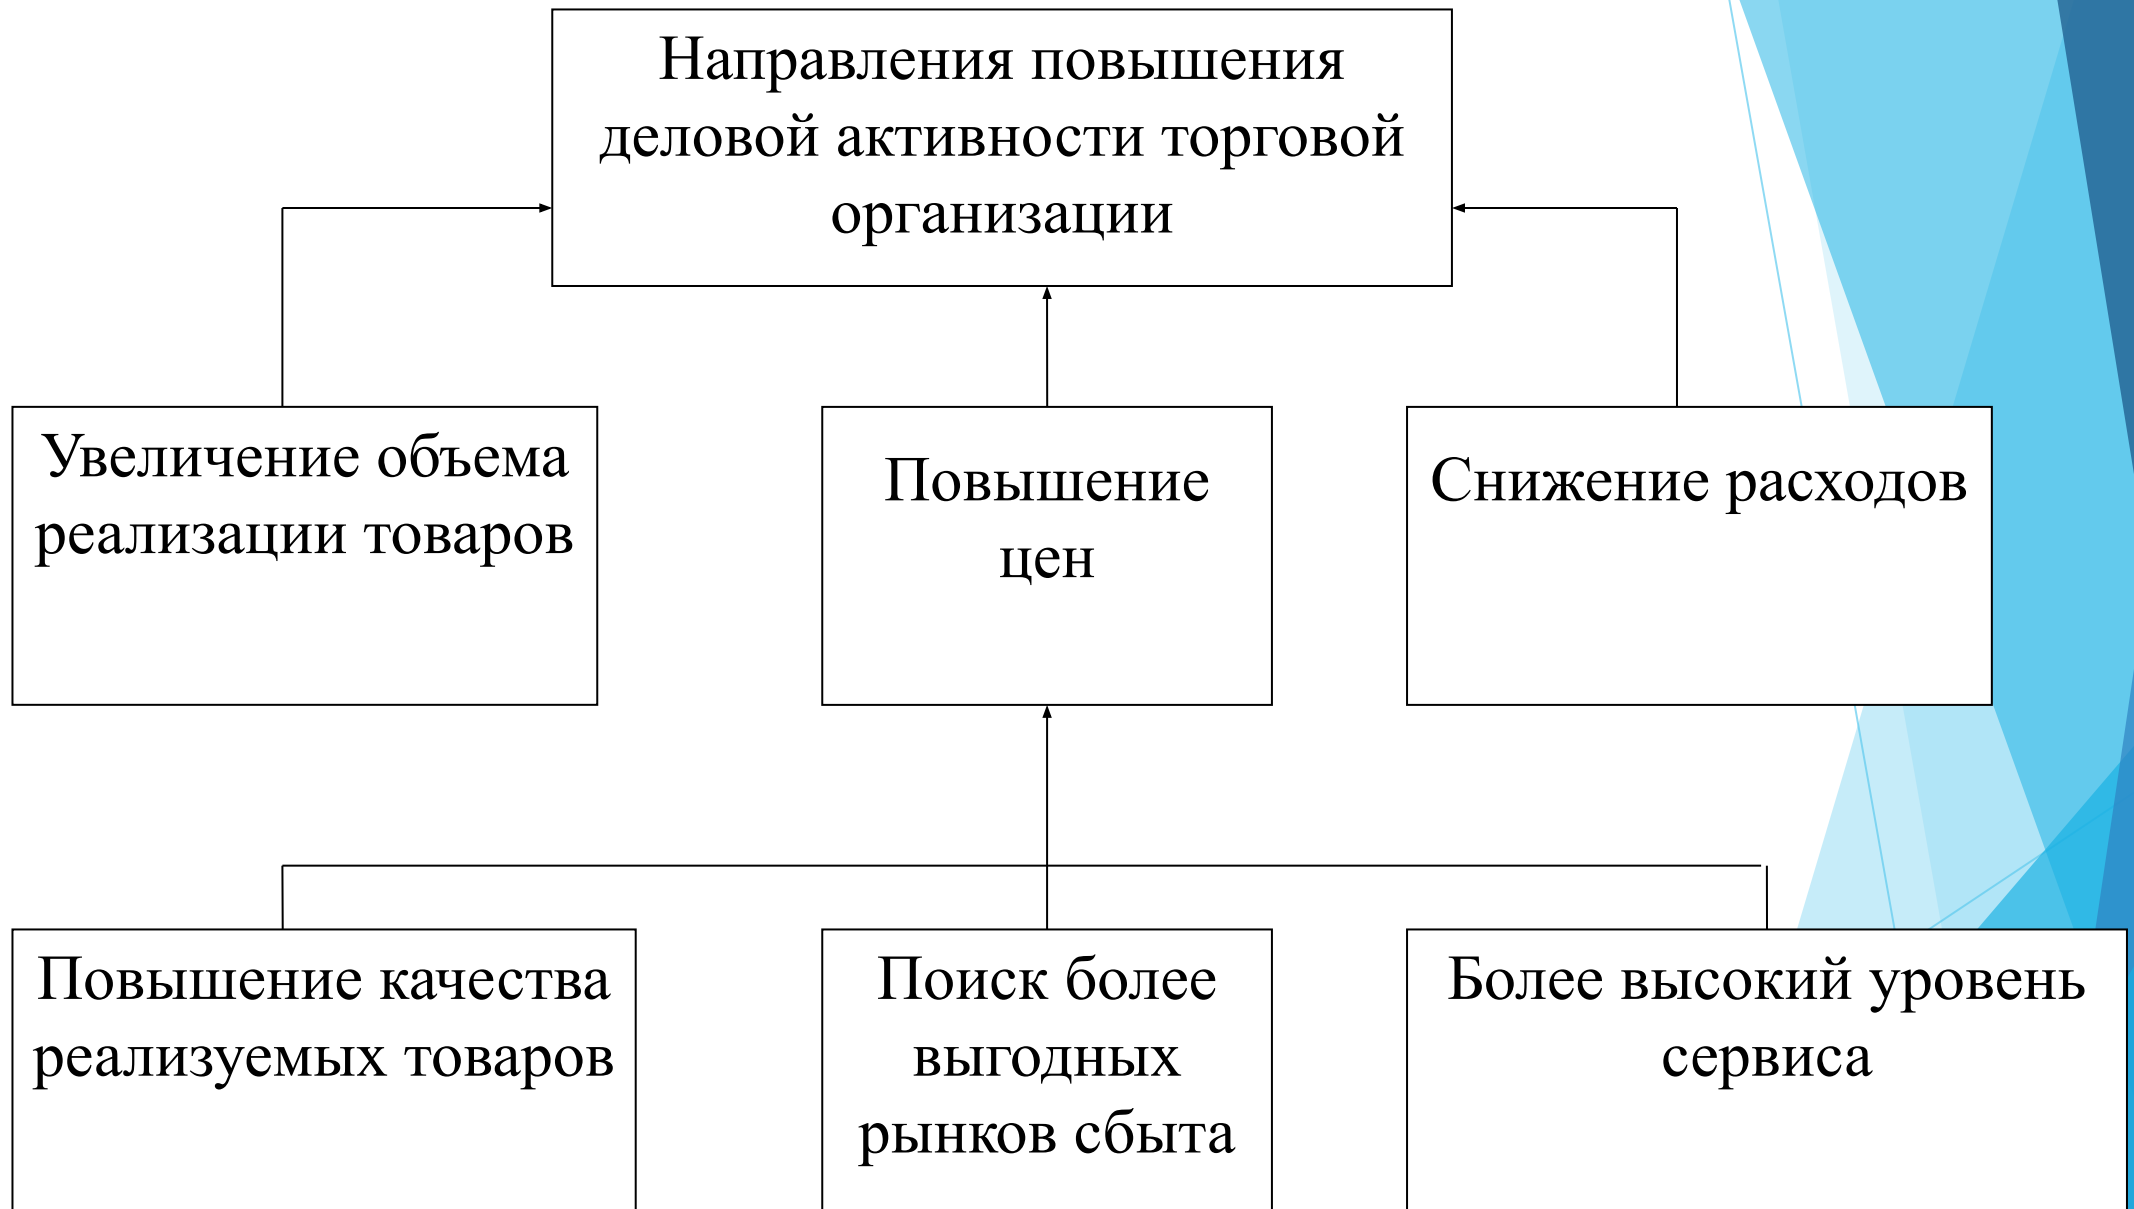 Направления повышения
деловой активности торговой
организации
Увеличение объема
реализации товаров
Повышение
цен
Снижение расходов
Повышение качества
реализуемых товаров
Поиск более
выгодных
рынков сбыта
Более высокий уровень
сервиса